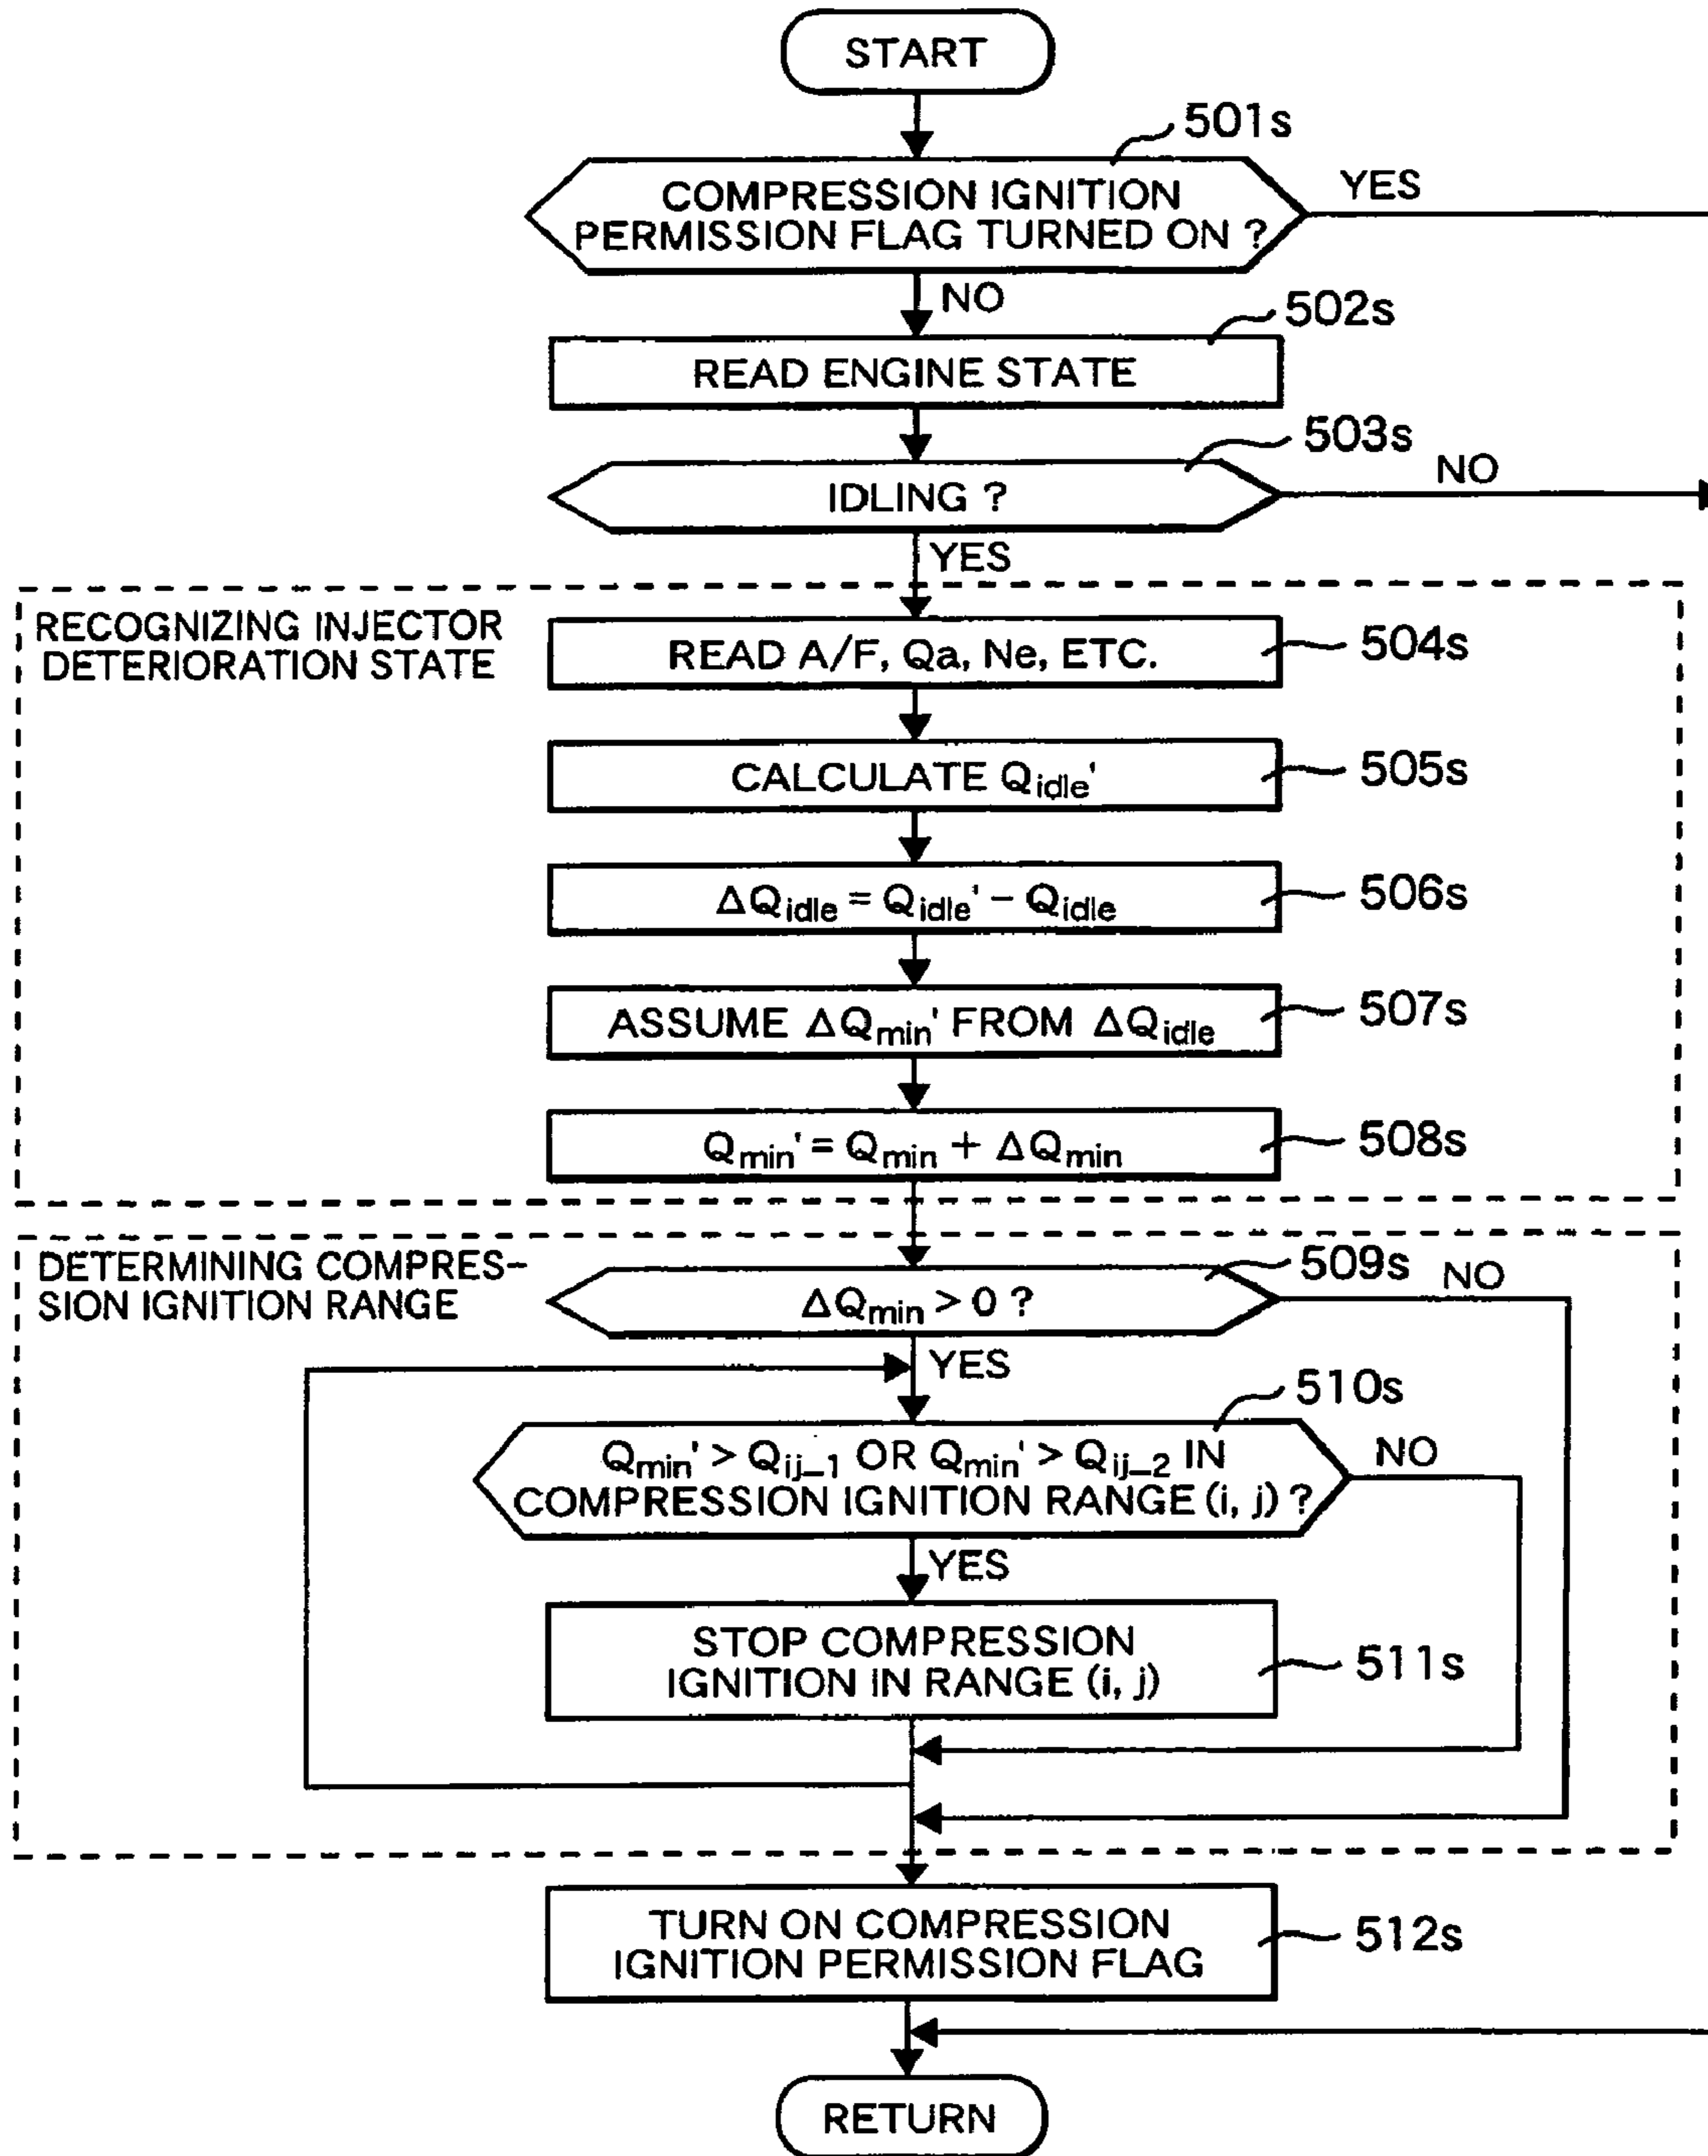 START
501s
COMPRESSION IGNITION
PERMISSION FLAG TURNED ON ?
YES
NO
502s
READ ENGINE STATE
503s
IDLING ?
NO
YES
RECOGNIZING INJECTOR
DETERIORATION STATE
READ A/F, Qa, Ne, ETC.
504s
CALCULATE Qidle'
505s
ΔQidle = Qidle' − Qidle
506s
ASSUME ΔQmin' FROM ΔQidle
507s
Qmin' = Qmin + ΔQmin
508s
DETERMINING COMPRES-
SION IGNITION RANGE
509s
ΔQmin > 0 ?
NO
YES
510s
Qmin' > Qij_1 OR Qmin' > Qij_2 IN
COMPRESSION IGNITION RANGE (i, j) ?
NO
YES
STOP COMPRESSION
IGNITION IN RANGE (i, j)
511s
TURN ON COMPRESSION
IGNITION PERMISSION FLAG
512s
RETURN